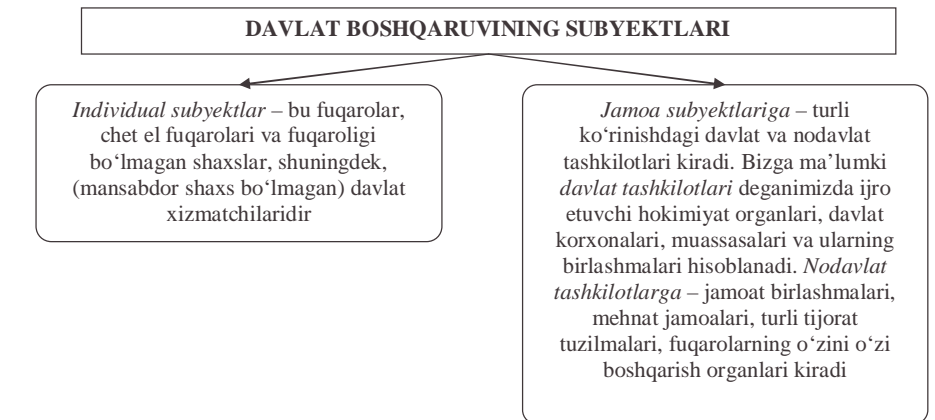 DAVLAT BOSHQARUVINING SUBYEKTLARI
Individual subyektlar – bu fuqarolar,
chet el fuqarolari va fuqaroligi
bo‘lmagan shaxslar, shuningdek,
(mansabdor shaxs bo‘lmagan) davlat
xizmatchilaridir
Jamoa subyektlariga – turli
ko‘rinishdagi davlat va nodavlat
tashkilotlari kiradi. Bizga ma’lumki
davlat tashkilotlari deganimizda ijro
etuvchi hokimiyat organlari, davlat
korxonalari, muassasalari va ularning
birlashmalari hisoblanadi. Nodavlat
tashkilotlarga – jamoat birlashmalari,
mehnat jamoalari, turli tijorat
tuzilmalari, fuqarolarning o‘zini o‘zi
boshqarish organlari kiradi